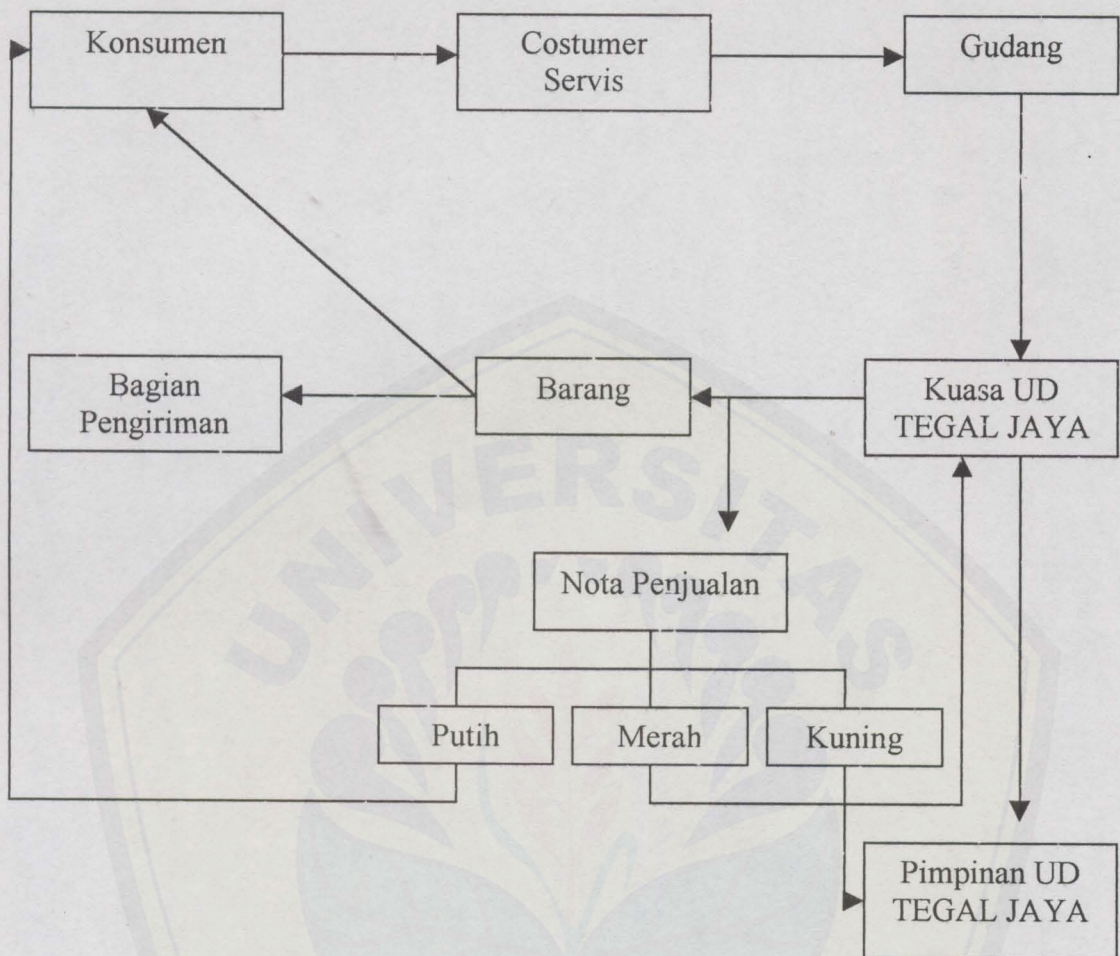 Konsumen
Costumer
Servis
Gudang
Bagian
Pengiriman
Barang
Kuasa UD
TEGAL JAYA
Nota Penjualan
Putih
Merah
Kuning
Pimpinan UD
TEGAL JAYA
UNIVERSITAS